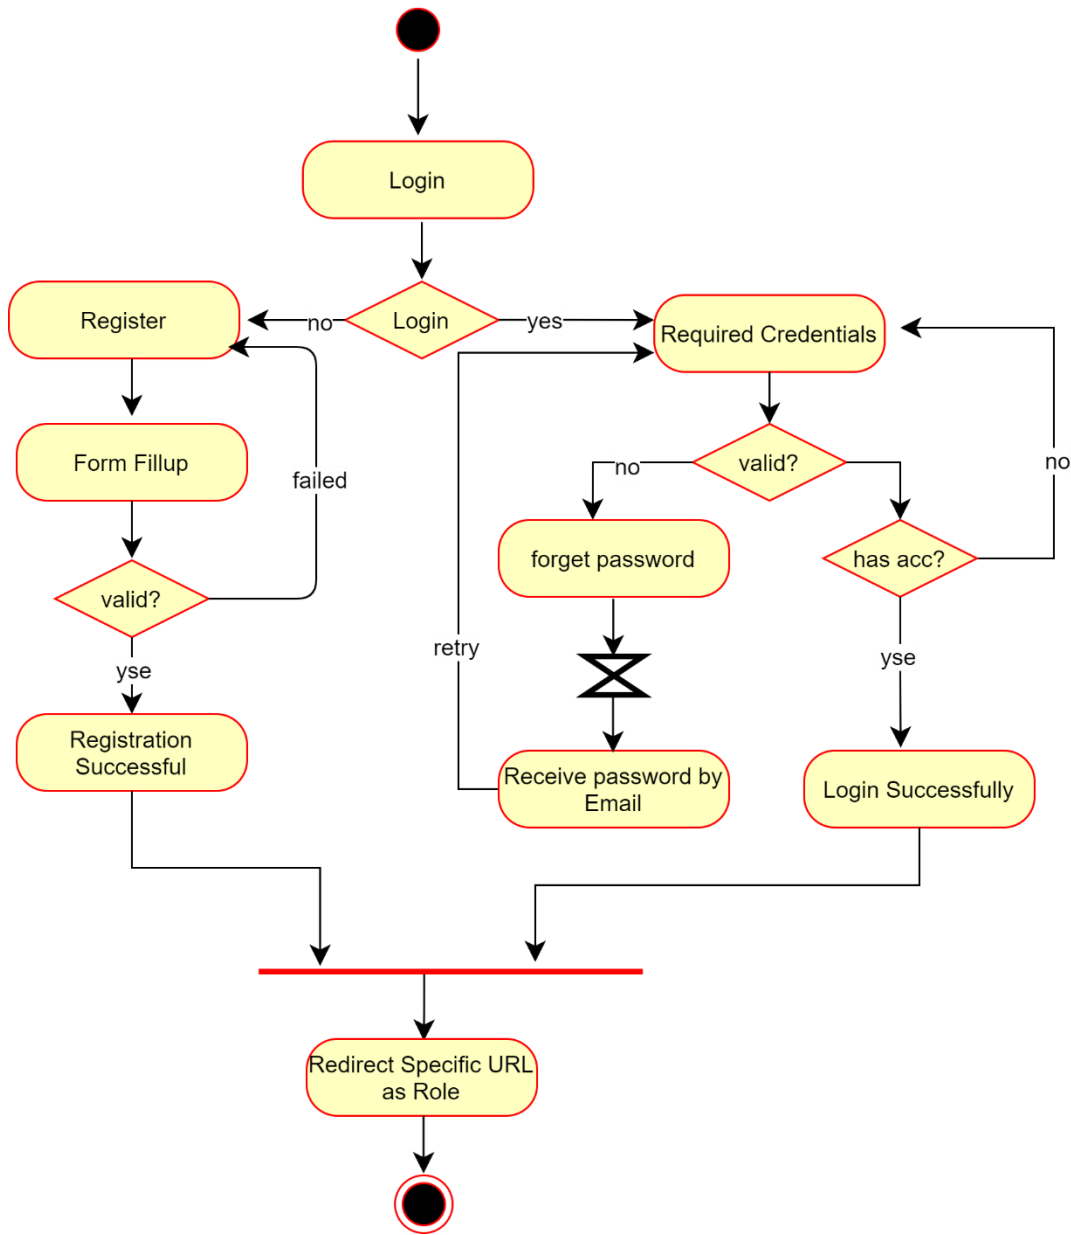 Login
Register
no
Login
yes
Required Credentials
Form Fillup
failed
no
valid?
no
valid?
forget password
has acc?
retry
yse
yse
Registration
Successful
Receive password by
Email
Login Successfully
Redirect Specific URL
as Role